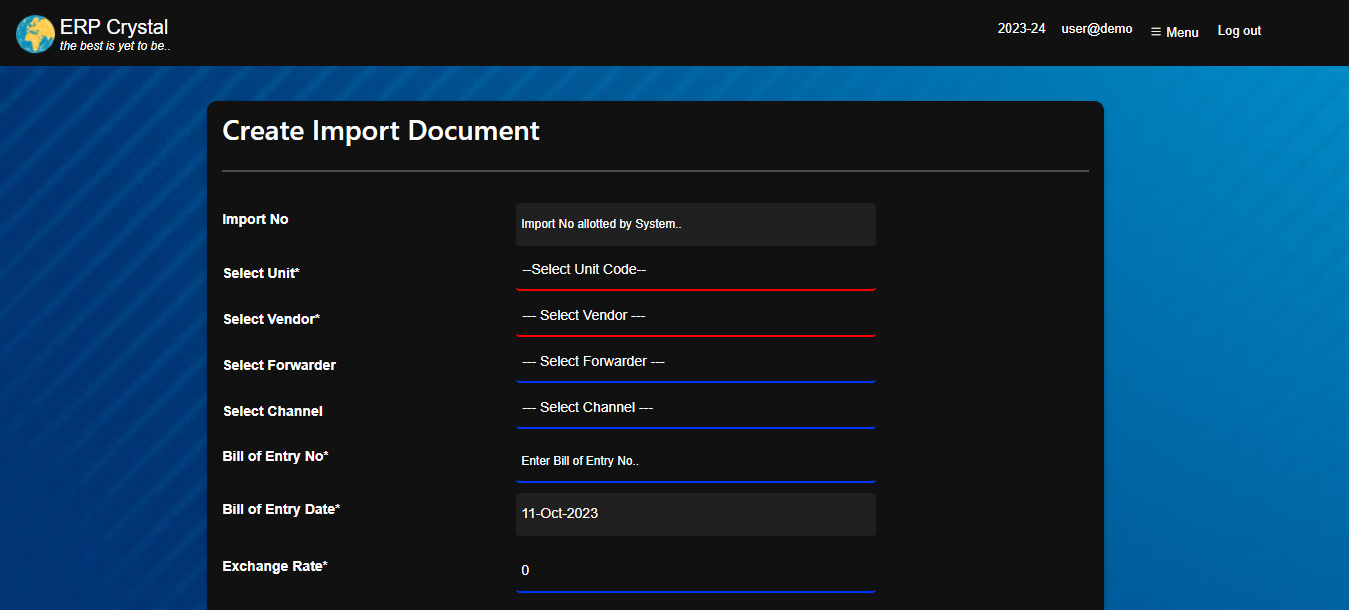 ERP Crystal
the best is yet to be..
2023-24 user@demo ☰ Menu Log out
Create Import Document
Import No Import No allotted by System..
Select Unit* --Select Unit Code--
Select Vendor* --- Select Vendor ---
Select Forwarder --- Select Forwarder ---
Select Channel --- Select Channel ---
Bill of Entry No* Enter Bill of Entry No..
Bill of Entry Date* 11-Oct-2023
Exchange Rate* 0